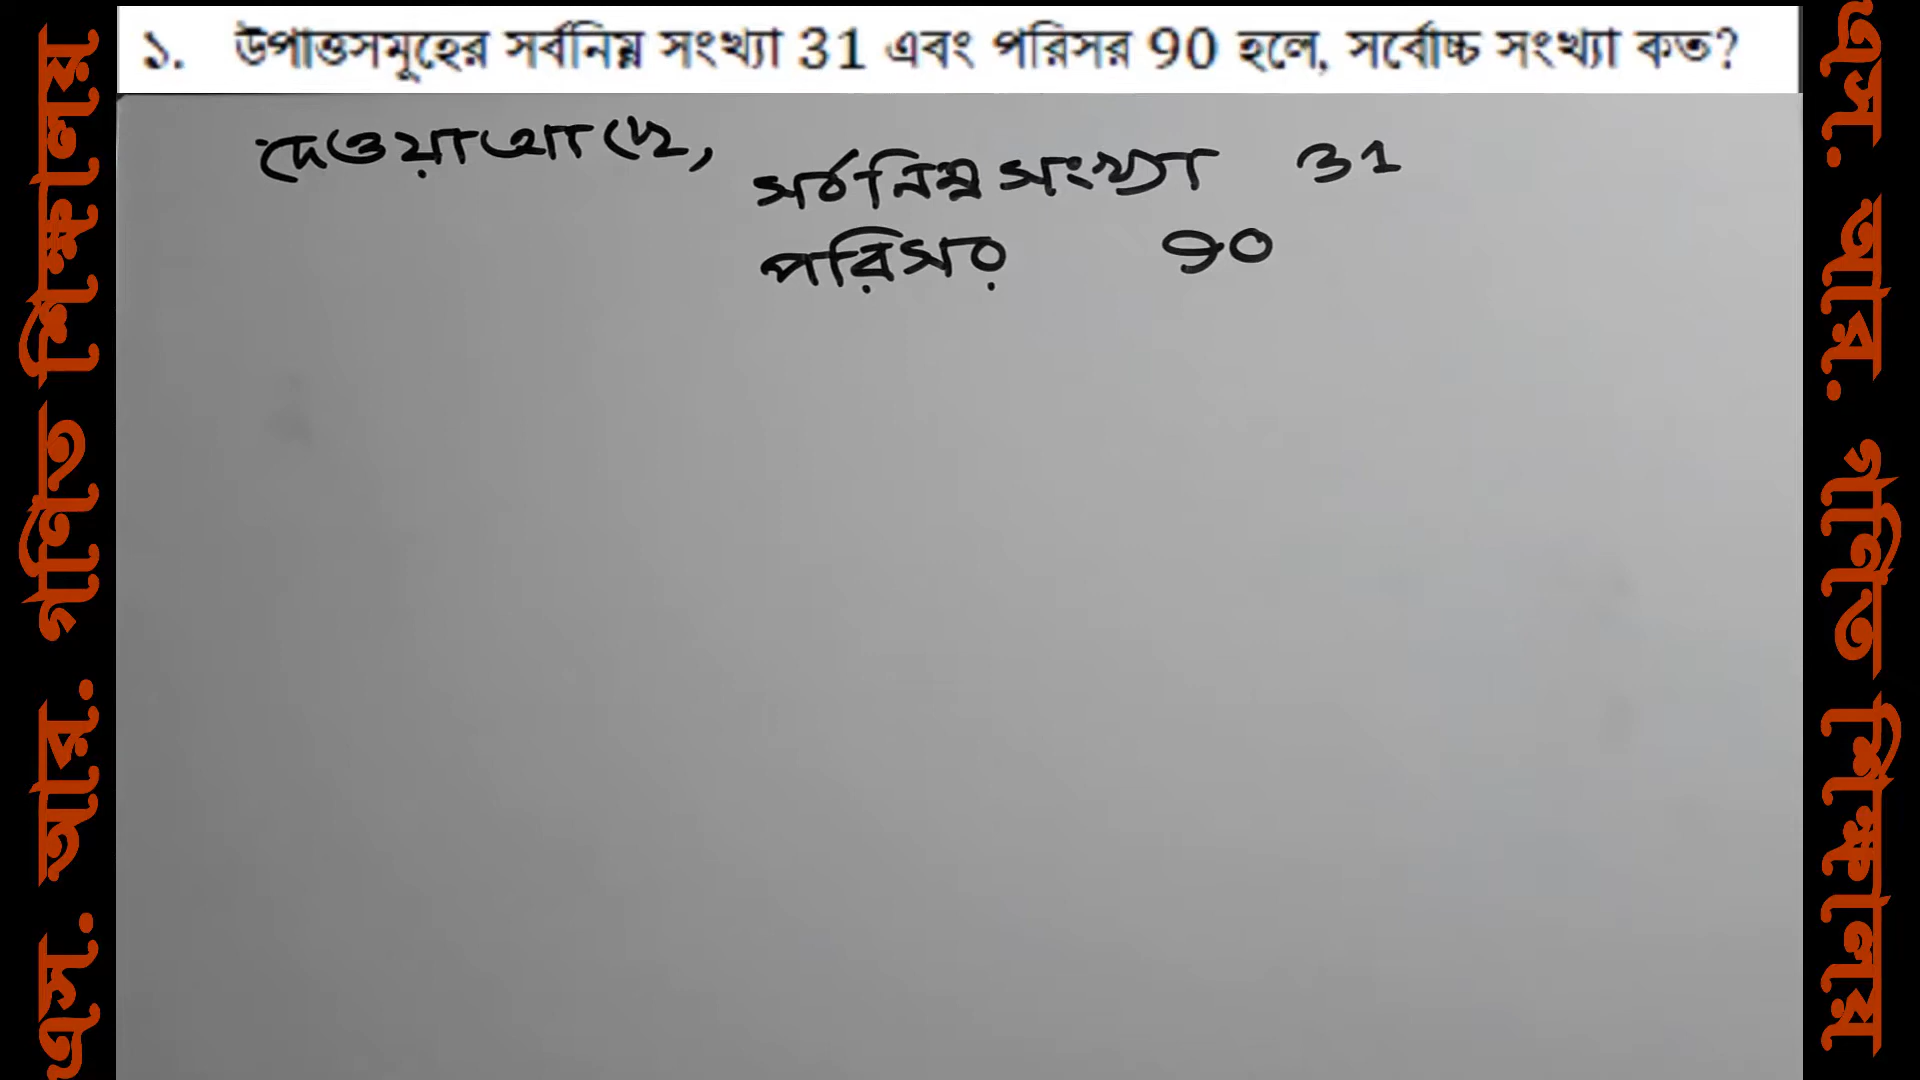 ১. উপাত্তসমূহের সর্বনিম্ন সংখ্যা 31 এবং পরিসর 90 হলে, সর্বোচ্চ সংখ্যা কত?
দেওয়া আছে,
সর্বনিম্ন সংখ্যা 31
পরিসর 90
এস. আর. গণিত শিক্ষালয়
এস. আর. গণিত শিক্ষালয়